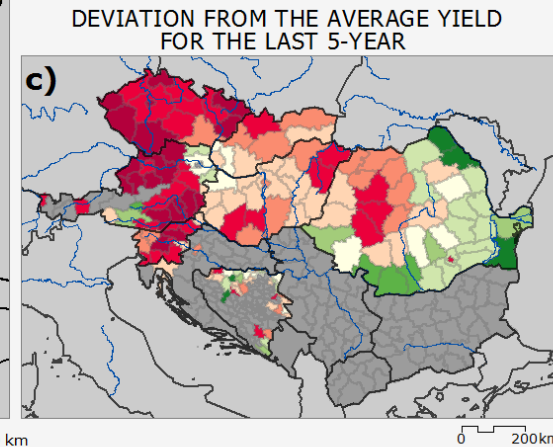 DEVIATION FROM THE AVERAGE YIELD
FOR THE LAST 5-YEAR
c)
km
0 200km